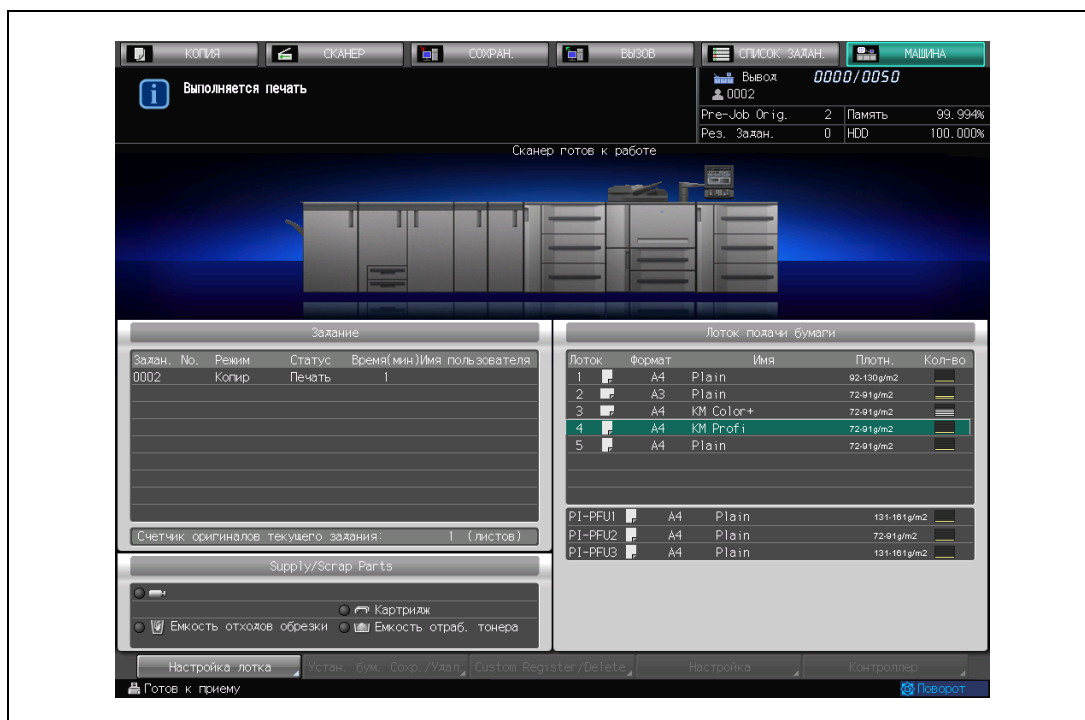 КОПИЯ СКАНЕР СОХРАН. ВЫЗОВ СПИСОК ЗАДАН. МАШИНА
Выполняется печать
Вывод 0000/0050
0002
Pre-Job Orig. 2 Память 99.994%
Рез. Задан. 0 HDD 100.000%
Сканер готов к работе
Задание
Задан. No. Режим Статус Время(мин)Имя пользователя
0002 Копир Печать 1
Счетчик оригиналов текущего задания: 1 (листов)
Supply/Scrap Parts
Картридж
Емкость отходов обрезки Емкость отраб. тонера
Лоток подачи бумаги
Лоток Формат Имя Плотн. Кол-во
1 A4 Plain 92-130g/m2
2 A3 Plain 72-91g/m2
3 A4 KM Color+ 72-91g/m2
4 A4 KM Profi 72-91g/m2
5 A4 Plain 72-91g/m2
PI-PFU1 A4 Plain 131-161g/m2
PI-PFU2 A4 Plain 72-91g/m2
PI-PFU3 A4 Plain 131-161g/m2
Настройка лотка Устан. бум. Сохр./Удал. Custom Register/Delete Настройка Контроллер
Готов к приему Поворот